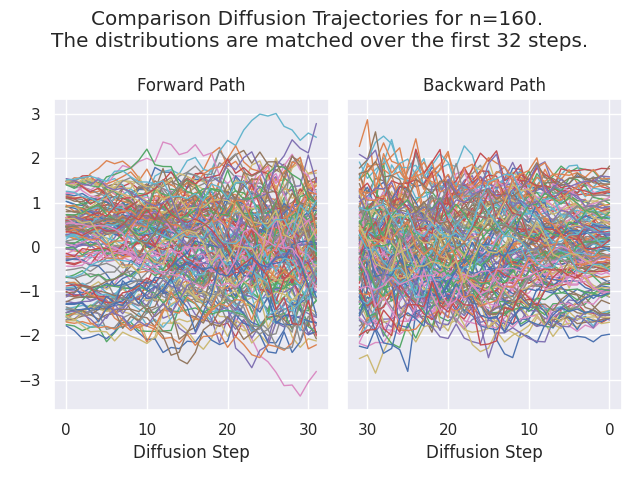 Comparison Diffusion Trajectories for n=160.
The distributions are matched over the first 32 steps.
Forward Path
Backward Path
3
2
1
0
−1
−2
−3
0 10 20 30
30 20 10 0
Diffusion Step
Diffusion Step